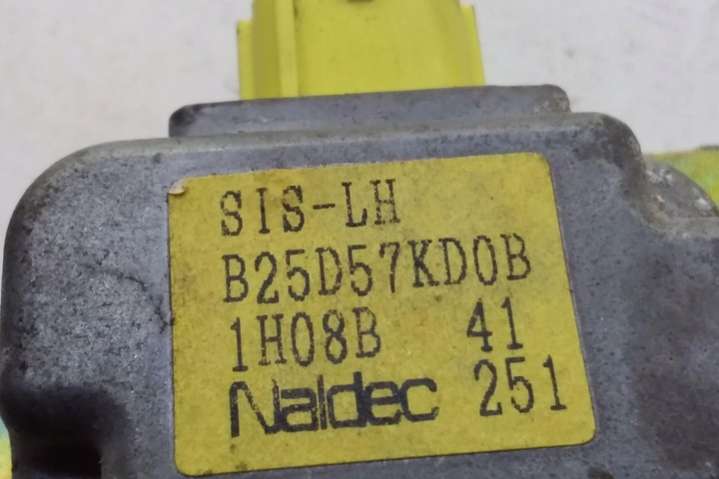 SIS-LH
B25D57KD0B
1H08B 41
Naldec 251